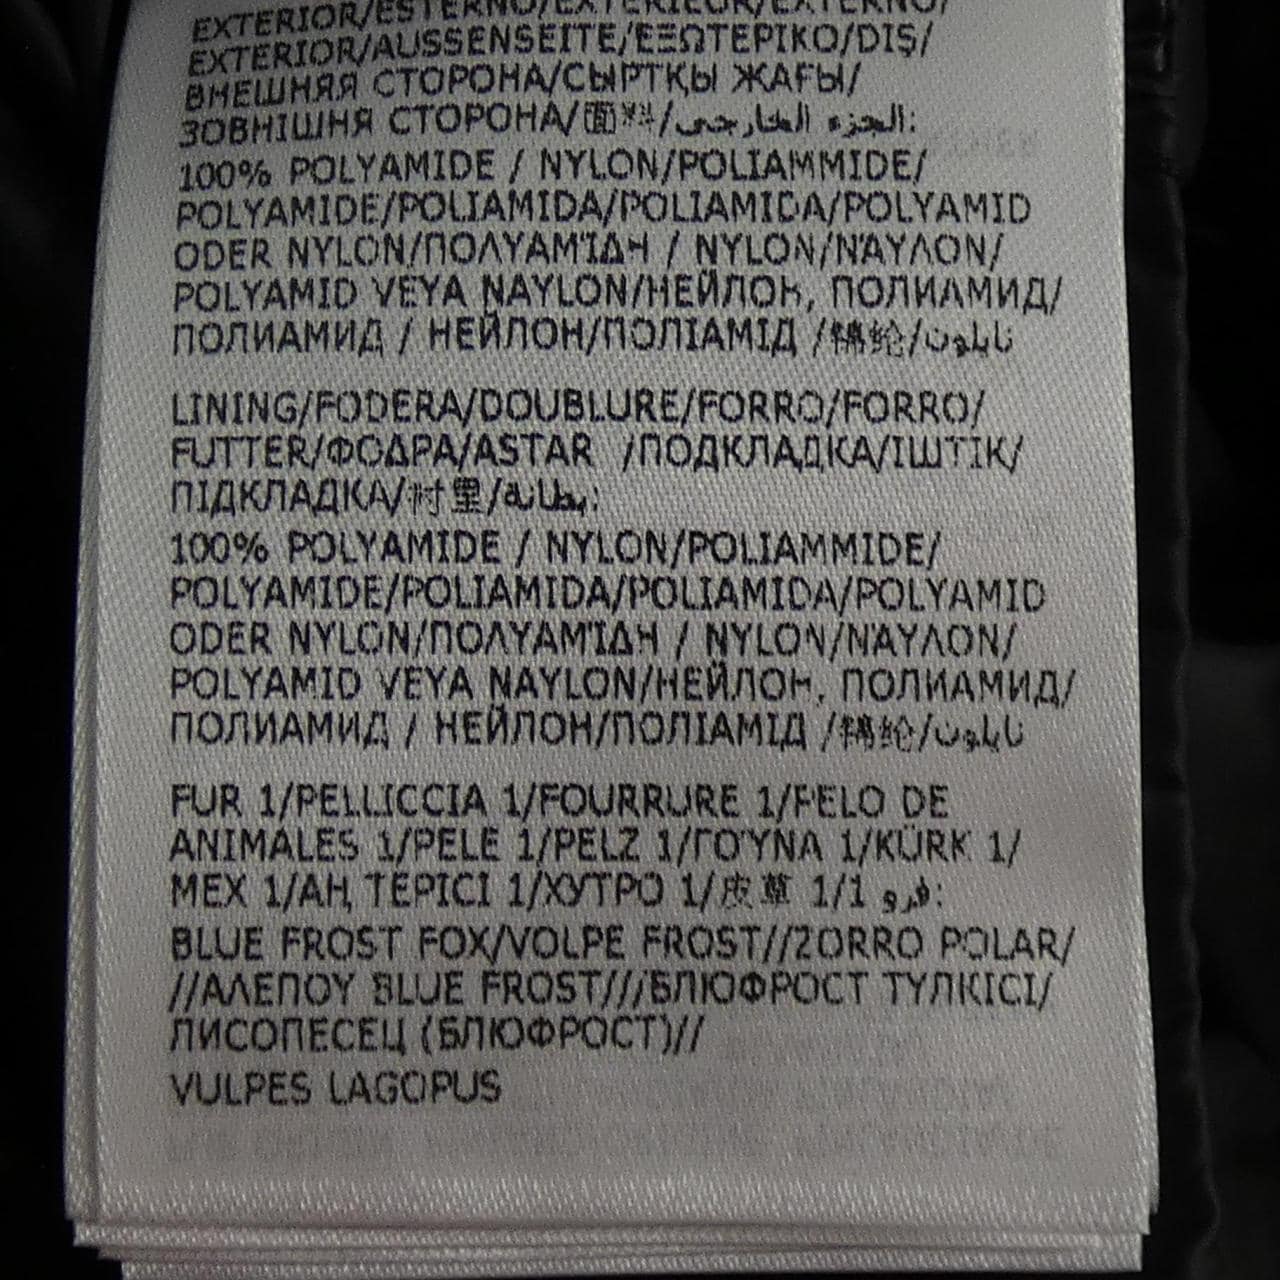 EXTERIOR/ESTERNO/EXTÉRIEUR/EXTERNO/
EXTERIOR/AUSSENSEITE/ΕΞΩΤΕΡΙΚΟ/DIŞ/
ВНЕШНЯЯ СТОРОНА/СЫРТҚЫ ЖАҒЫ/
ЗОВНІШНЯ СТОРОНА/面料/الجزء الخارجي:
100% POLYAMIDE / NYLON/POLIAMMIDE/
POLYAMIDE/POLIAMIDA/POLIAMIDA/POLYAMID
ODER NYLON/ΠΟΛΥΑΜΊΔΗ / NYLON/ΝΆΥΛΟΝ/
POLYAMID VEYA NAYLON/НЕЙЛОН, ПОЛИАМИД/
ПОЛИАМИД / НЕЙЛОН/ПОЛІАМІД /锦纶/نايلون
LINING/FODERA/DOUBLURE/FORRO/FORRO/
FUTTER/ΦΟΔΡΑ/ASTAR /ПОДКЛАДКА/ІШТІК/
ПІДКЛАДКА/衬里/بطانة:
100% POLYAMIDE / NYLON/POLIAMMIDE/
POLYAMIDE/POLIAMIDA/POLIAMIDA/POLYAMID
ODER NYLON/ΠΟΛΥΑΜΊΔΗ / NYLON/ΝΆΥΛΟΝ/
POLYAMID VEYA NAYLON/НЕЙЛОН, ПОЛИАМИД/
ПОЛИАМИД / НЕЙЛОН/ПОЛІАМІД /锦纶/نايلون
FUR 1/PELLICCIA 1/FOURRURE 1/PELO DE
ANIMALES 1/PELE 1/PELZ 1/ΓΟΎΝΑ 1/KÜRK 1/
МЕХ 1/АҢ ТЕРІСІ 1/ХУТРО 1/皮草 1/فرو 1:
BLUE FROST FOX/VOLPE FROST//ZORRO POLAR/
//ΑΛΕΠΟΥ BLUE FROST///БЛЮФРОСТ ТҮЛКІСІ/
ЛИСОПЕСЕЦ (БЛЮФРОСТ)//
VULPES LAGOPUS